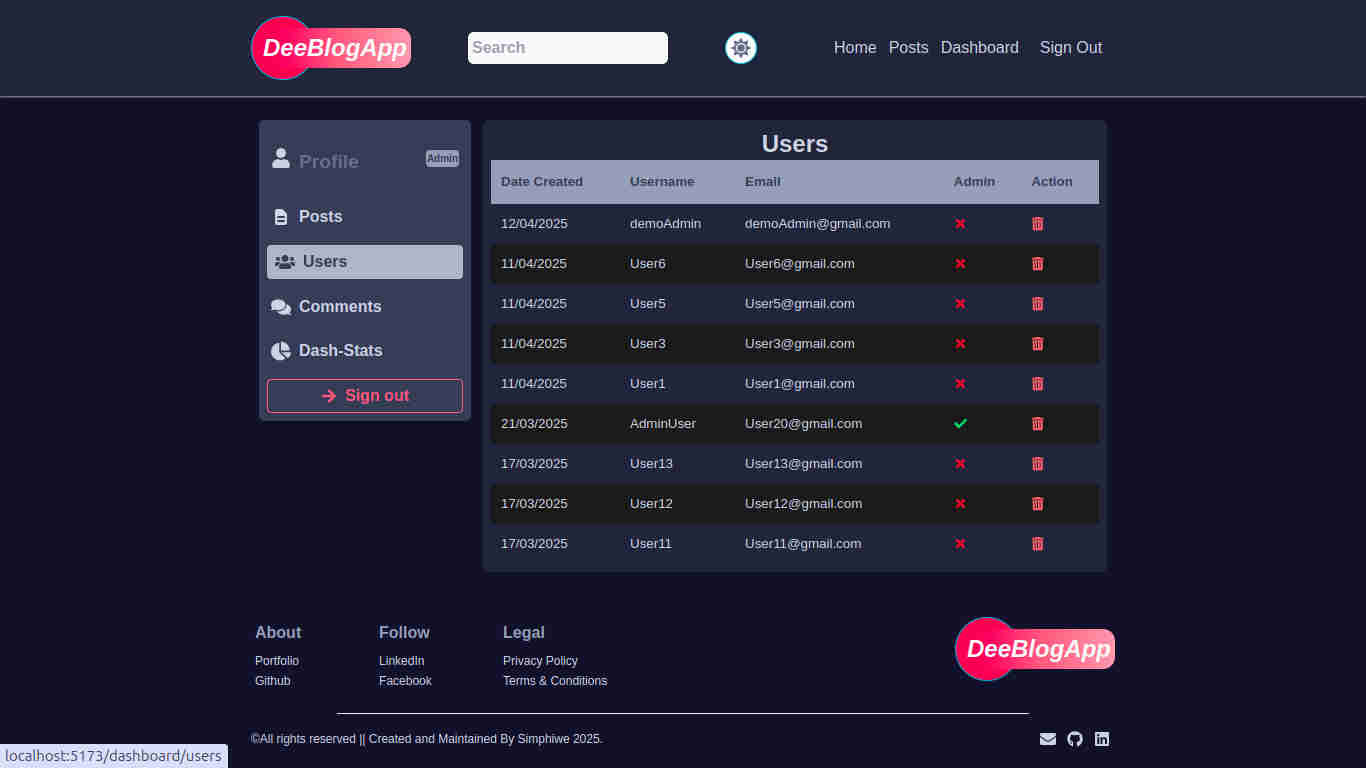 DeeBlogApp Search Home Posts Dashboard Sign Out
Profile Admin
Posts
Users
Comments
Dash-Stats
Sign out
Users
Date Created Username Email Admin Action
12/04/2025 demoAdmin demoAdmin@gmail.com
11/04/2025 User6 User6@gmail.com
11/04/2025 User5 User5@gmail.com
11/04/2025 User3 User3@gmail.com
11/04/2025 User1 User1@gmail.com
21/03/2025 AdminUser User20@gmail.com
17/03/2025 User13 User13@gmail.com
17/03/2025 User12 User12@gmail.com
17/03/2025 User11 User11@gmail.com
About Follow Legal
Portfolio LinkedIn Privacy Policy
Github Facebook Terms & Conditions
DeeBlogApp
©All rights reserved || Created and Maintained By Simphiwe 2025.
localhost:5173/dashboard/users